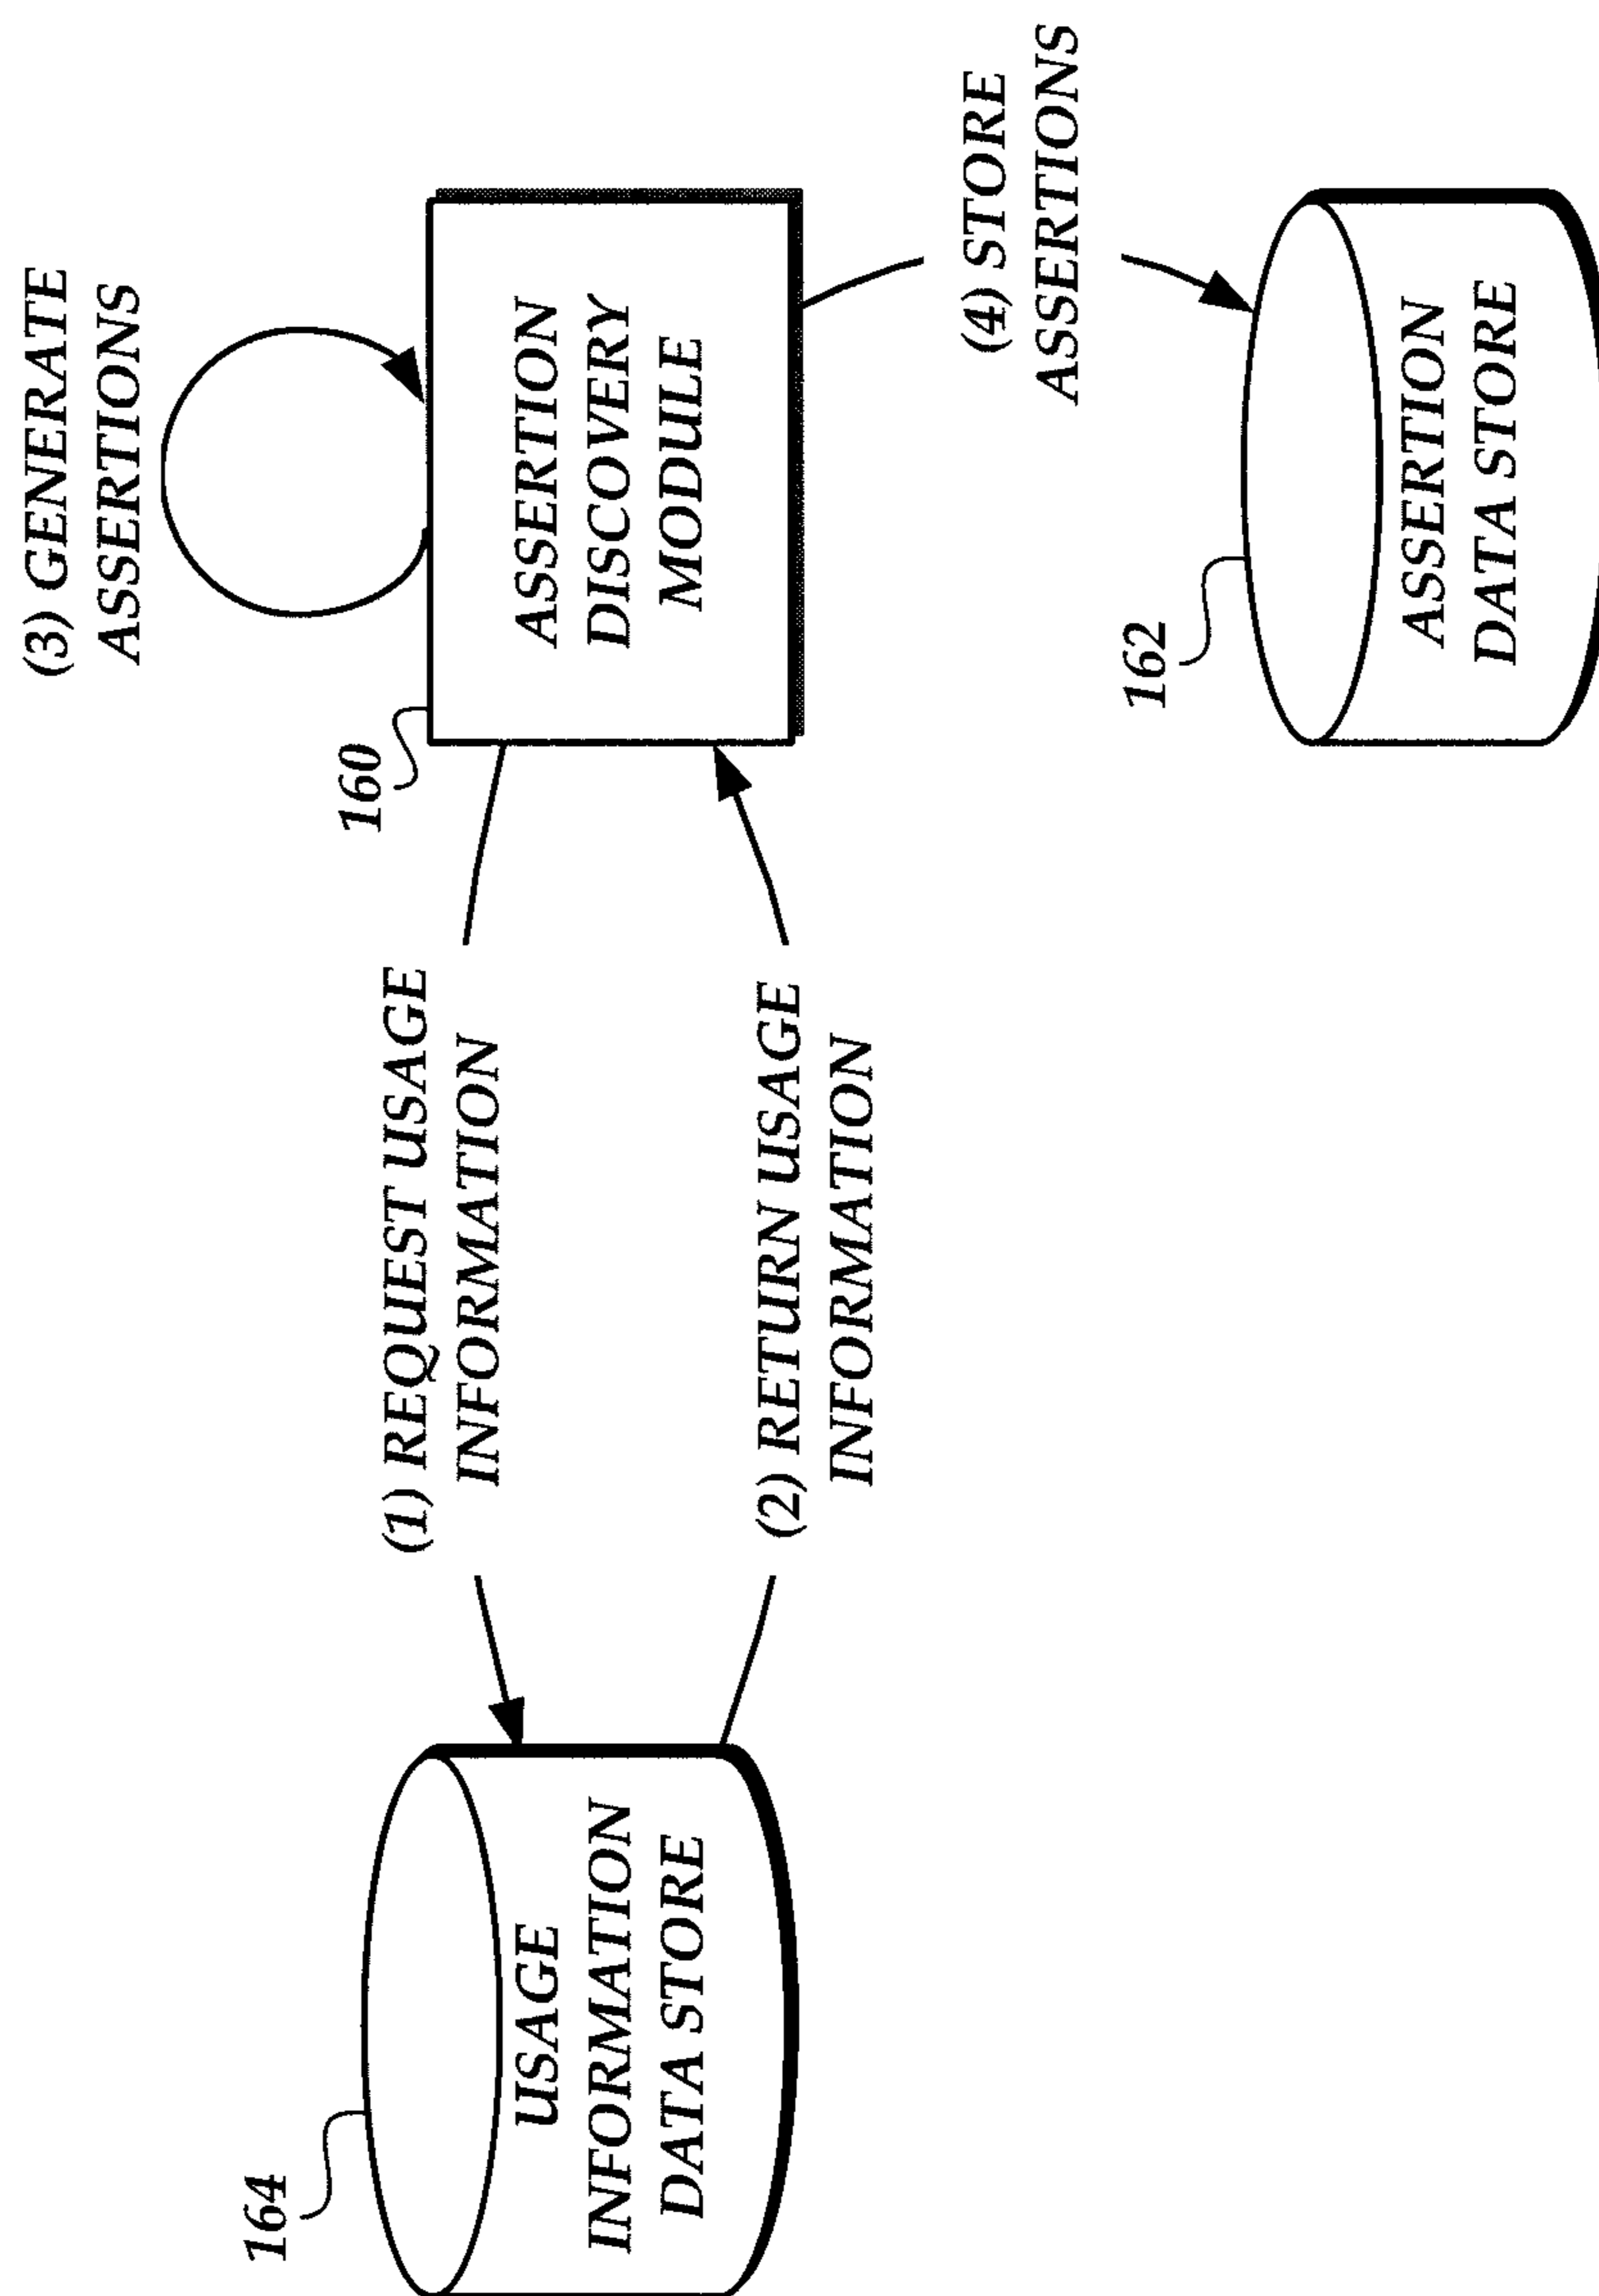 (3) GENERATE
ASSERTIONS
160
ASSERTION
DISCOVERY
MODULE
(1) REQUEST USAGE
INFORMATION
(2) RETURN USAGE
INFORMATION
164
USAGE
INFORMATION
DATA STORE
(4) STORE
ASSERTIONS
162
ASSERTION
DATA STORE